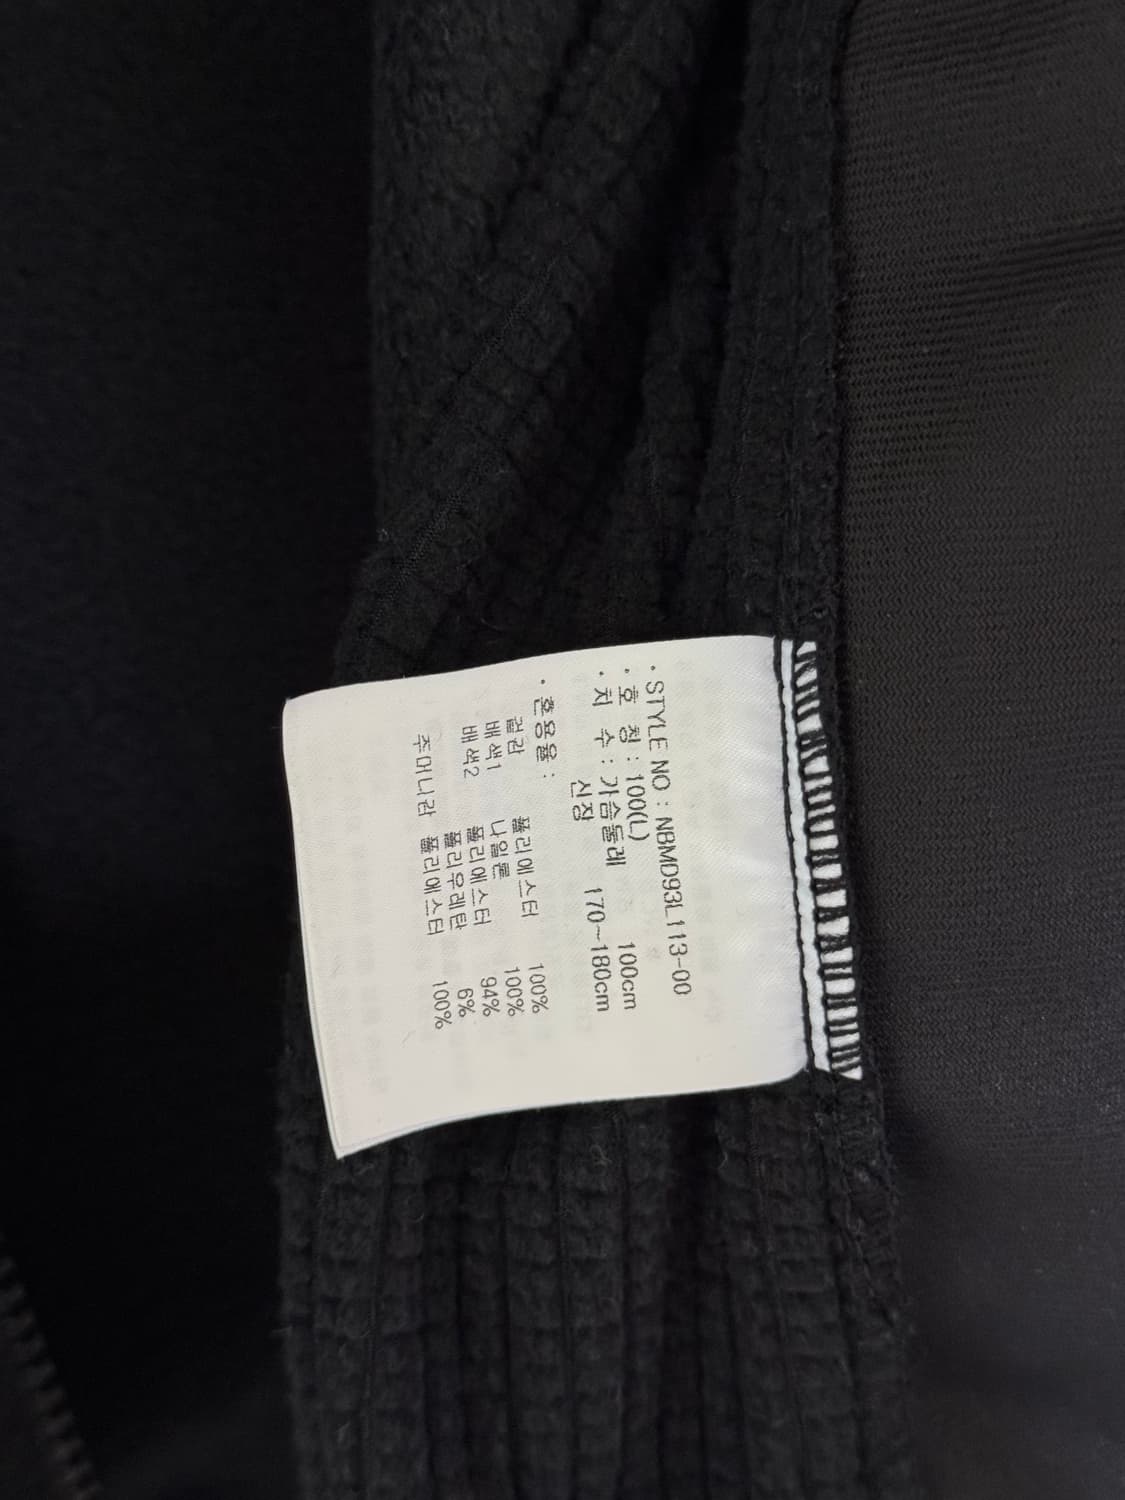 · STYLE NO : NBMD93L113-00
· 호 칭 : 100(L)
· 치 수 : 가슴둘레 100cm
신장 170~180cm
· 혼용율 :
겉감 폴리에스터 100%
배색1 나일론 100%
배색2 폴리에스터 94%
폴리우레탄 6%
주머니감 폴리에스터 100%